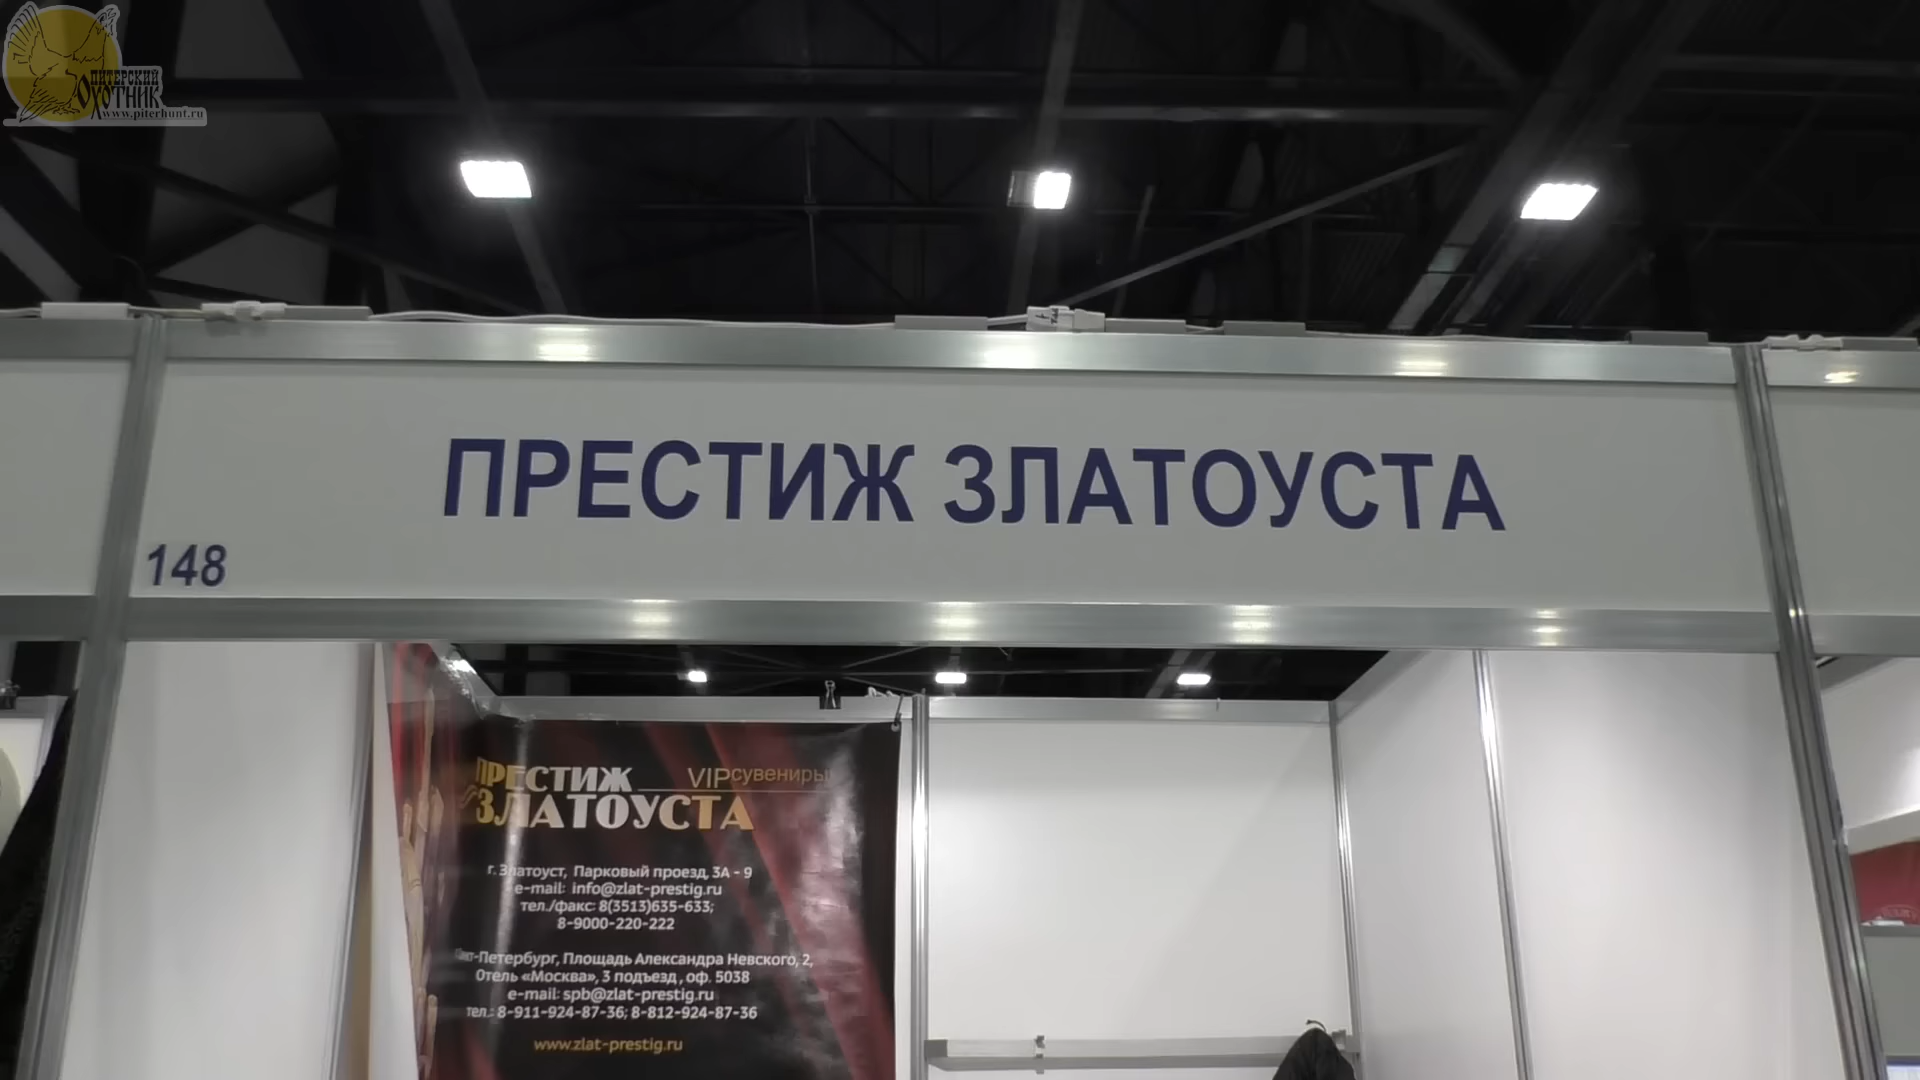 ПИТЕРСКИЙ
ОХОТНИК
www.piterhunt.ru
ПРЕСТИЖ ЗЛАТОУСТА
148
ПРЕСТИЖ VIPсувениры
ЗЛАТОУСТА
г. Златоуст, Парковый проезд, 3А - 9
e-mail: info@zlat-prestig.ru
тел./факс: 8(3513)635-633;
8-9000-220-222
Санкт-Петербург, Площадь Александра Невского, 2,
Отель «Москва», 3 подъезд, оф. 5038
e-mail: spb@zlat-prestig.ru
тел.: 8-911-924-87-36; 8-812-924-87-36
www.zlat-prestig.ru